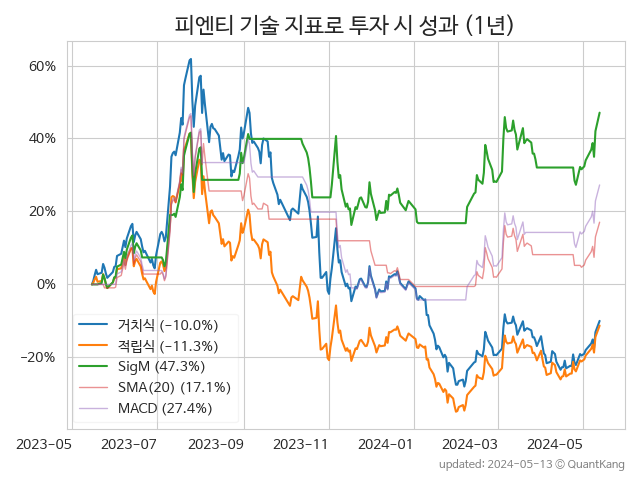 피엔티 기술 지표로 투자 시 성과 (1년)
60%
40%
20%
0%
−20%
거치식 (−10.0%)
적립식 (−11.3%)
SigM (47.3%)
SMA(20) (17.1%)
MACD (27.4%)
2023-05 2023-07 2023-09 2023-11 2024-01 2024-03 2024-05
updated: 2024-05-13 © QuantKang